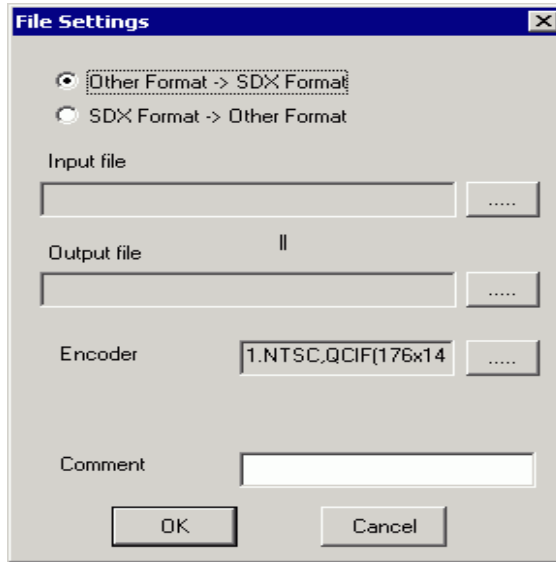 File Settings
Other Format -> SDX Format
SDX Format -> Other Format
Input file
.....
Output file
.....
Encoder 1.NTSC,QCIF(176x14 .....
Comment
OK Cancel